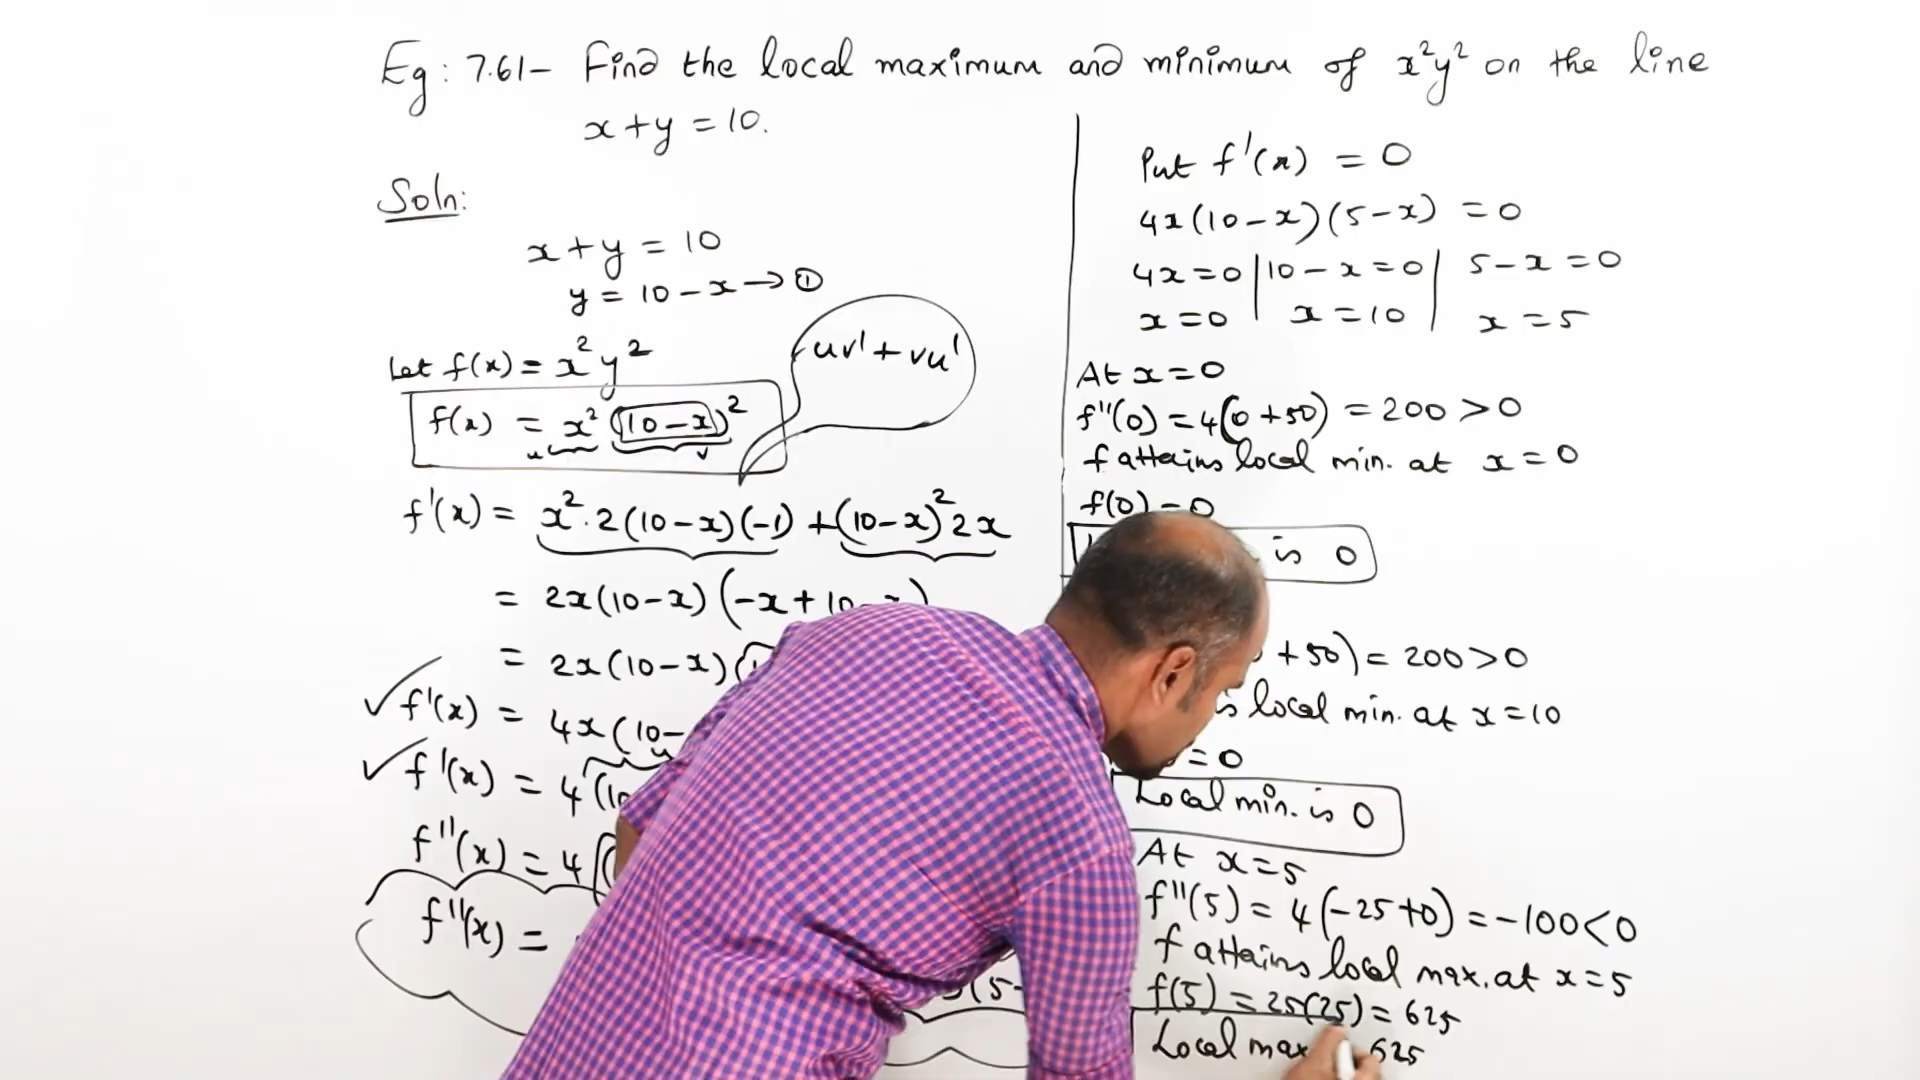 Eg: 7.61- Find the local maximum and minimum of x²y² on the line
x+y = 10.
Soln:
x+y = 10
y = 10-x → ①
Let f(x) = x²y²
f(x) = x² (10-x)²
u v
uv' + vu'
f'(x) = x²·2(10-x)(-1) + (10-x)² 2x
= 2x(10-x)(-x+10-x)
= 2x(10-x)(
✓ f'(x) = 4x(10-
✓ f'(x) = 4(10
f''(x) = 4
f''(x) =
(5-
Put f'(x) = 0
4x(10-x)(5-x) = 0
4x=0 | 10-x=0 | 5-x=0
x=0 | x=10 | x=5
At x=0
f''(0) = 4(0+50) = 200 > 0
f attains local min. at x=0
f(0) = 0
is 0
+50) = 200 > 0
local min. at x=10
=0
Local min. is 0
At x=5
f''(5) = 4(-25+0) = -100 < 0
f attains local max. at x=5
f(5) = 25(25) = 625
Local max 625